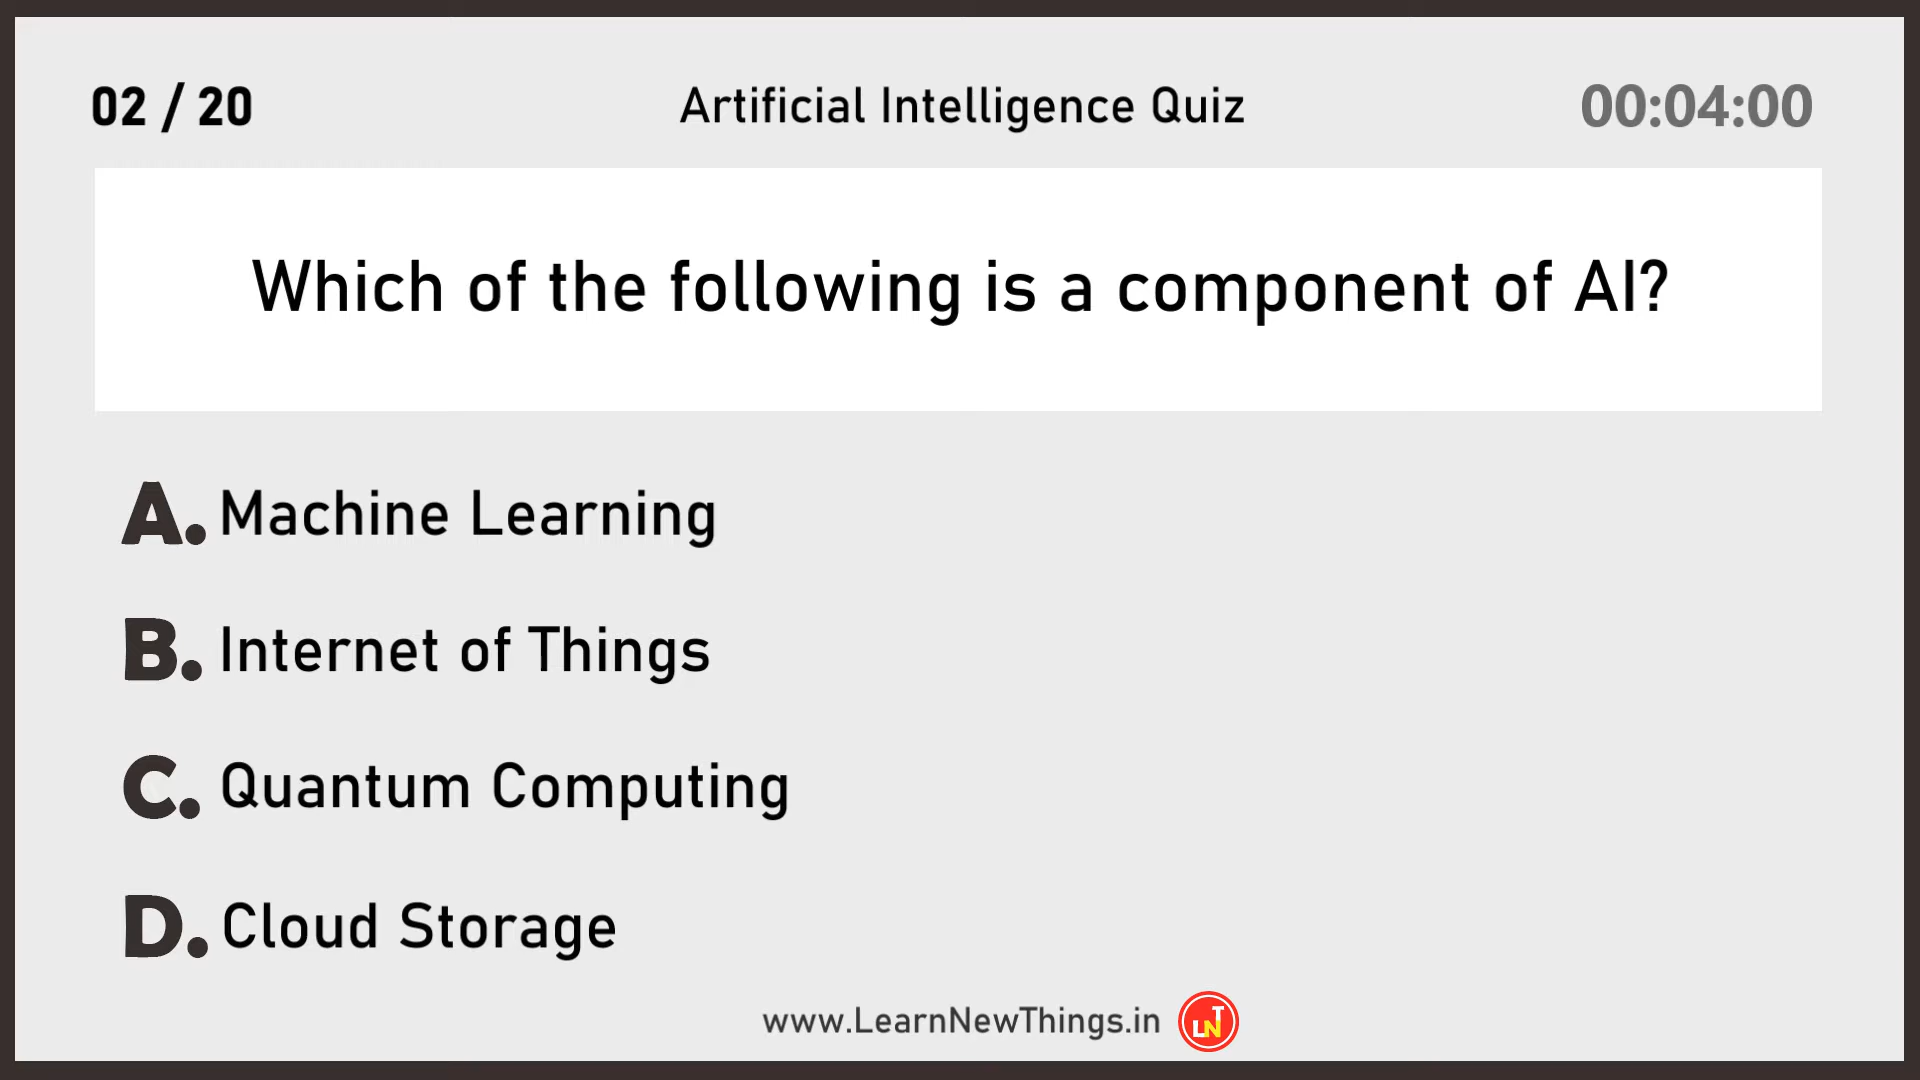 02 / 20
Artificial Intelligence Quiz
00:04:00
Which of the following is a component of AI?
A. Machine Learning
B. Internet of Things
C. Quantum Computing
D. Cloud Storage
www.LearnNewThings.in
LNT